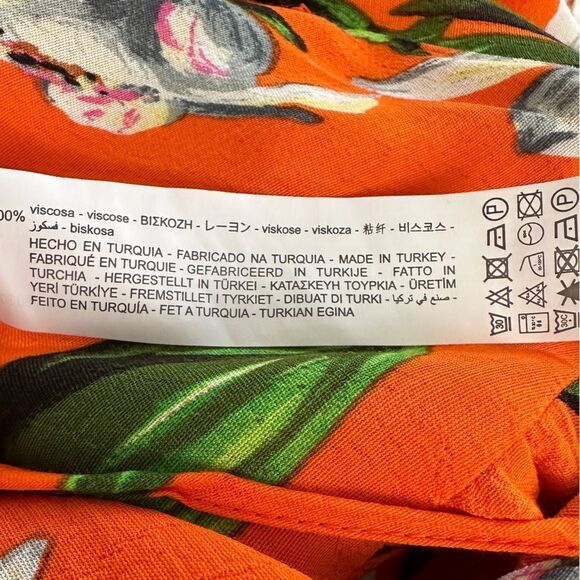 00% viscosa - viscose - ΒΙΣΚΟΖΗ - レーヨン - viskose - viskoza - 粘纤 - 비스코스 -
فسكوز - biskosa
HECHO EN TURQUIA - FABRICADO NA TURQUIA - MADE IN TURKEY -
FABRIQUÉ EN TURQUIE - GEFABRICEERD IN TURKIJE - FATTO IN
TURCHIA - HERGESTELLT IN TÜRKEI - ΚΑΤΑΣΚΕΥΗ ΤΟΥΡΚΙΑ - ÜRETİM
YERİ TÜRKİYE - FREMSTILLET I TYRKIET - DIBUAT DI TURKI - صنع في تركيا -
FEITO EN TURQUÍA - FET A TURQUIA - TURKIAN EGINA
P
P
30
30C